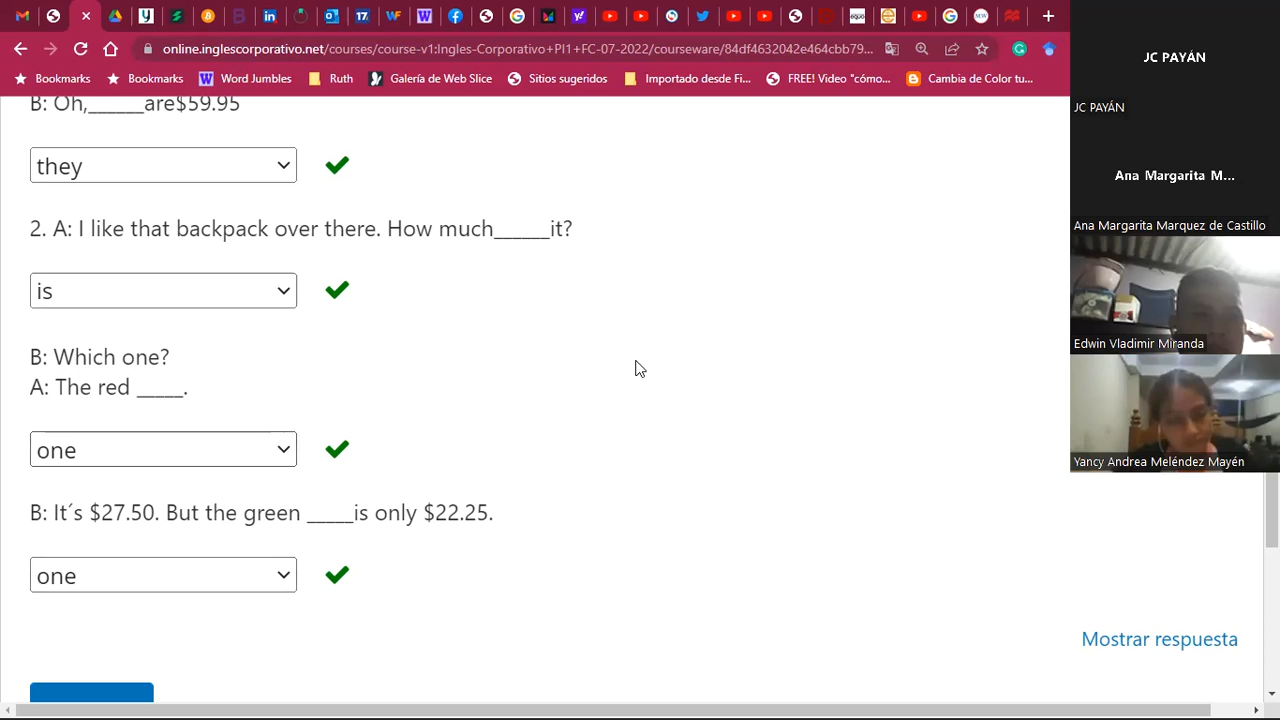 online.inglescorporativo.net/courses/course-v1:Ingles-Corporativo+PI1+FC-07-2022/courseware/84df4632042e464cbb79...
Bookmarks
Bookmarks
Word Jumbles
Ruth
Galería de Web Slice
Sitios sugeridos
Importado desde Fi...
FREE! Video "cómo...
Cambia de Color tu...
B: Oh,______are$59.95
they
2. A: I like that backpack over there. How much______it?
is
B: Which one?
A: The red _____.
one
B: It´s $27.50. But the green _____is only $22.25.
one
Mostrar respuesta
JC PAYÁN
JC PAYÁN
Ana Margarita M...
Ana Margarita Marquez de Castillo
Edwin Vladimir Miranda
Yancy Andrea Meléndez Mayén